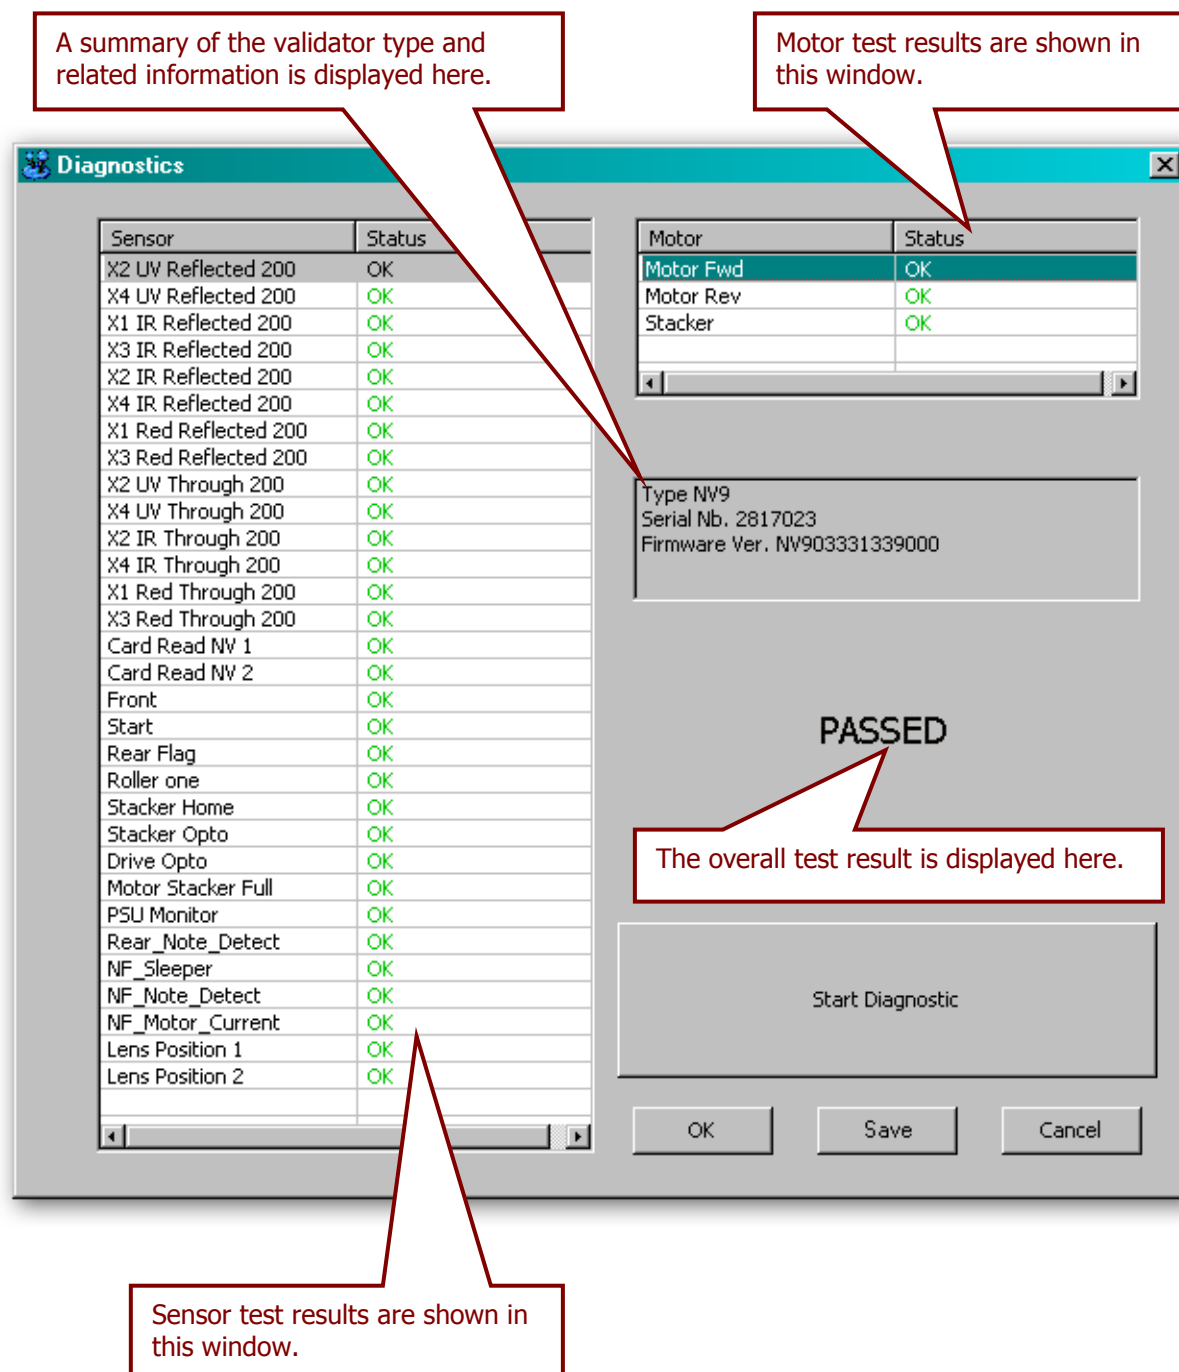 A summary of the validator type and
related information is displayed here.
Motor test results are shown in
this window.
Diagnostics
Sensor Status
X2 UV Reflected 200 OK
X4 UV Reflected 200 OK
X1 IR Reflected 200 OK
X3 IR Reflected 200 OK
X2 IR Reflected 200 OK
X4 IR Reflected 200 OK
X1 Red Reflected 200 OK
X3 Red Reflected 200 OK
X2 UV Through 200 OK
X4 UV Through 200 OK
X2 IR Through 200 OK
X4 IR Through 200 OK
X1 Red Through 200 OK
X3 Red Through 200 OK
Card Read NV 1 OK
Card Read NV 2 OK
Front OK
Start OK
Rear Flag OK
Roller one OK
Stacker Home OK
Stacker Opto OK
Drive Opto OK
Motor Stacker Full OK
PSU Monitor OK
Rear_Note_Detect OK
NF_Sleeper OK
NF_Note_Detect OK
NF_Motor_Current OK
Lens Position 1 OK
Lens Position 2 OK
Motor Status
Motor Fwd OK
Motor Rev OK
Stacker OK
Type NV9
Serial Nb. 2817023
Firmware Ver. NV903331339000
PASSED
The overall test result is displayed here.
Start Diagnostic
OK Save Cancel
Sensor test results are shown in
this window.